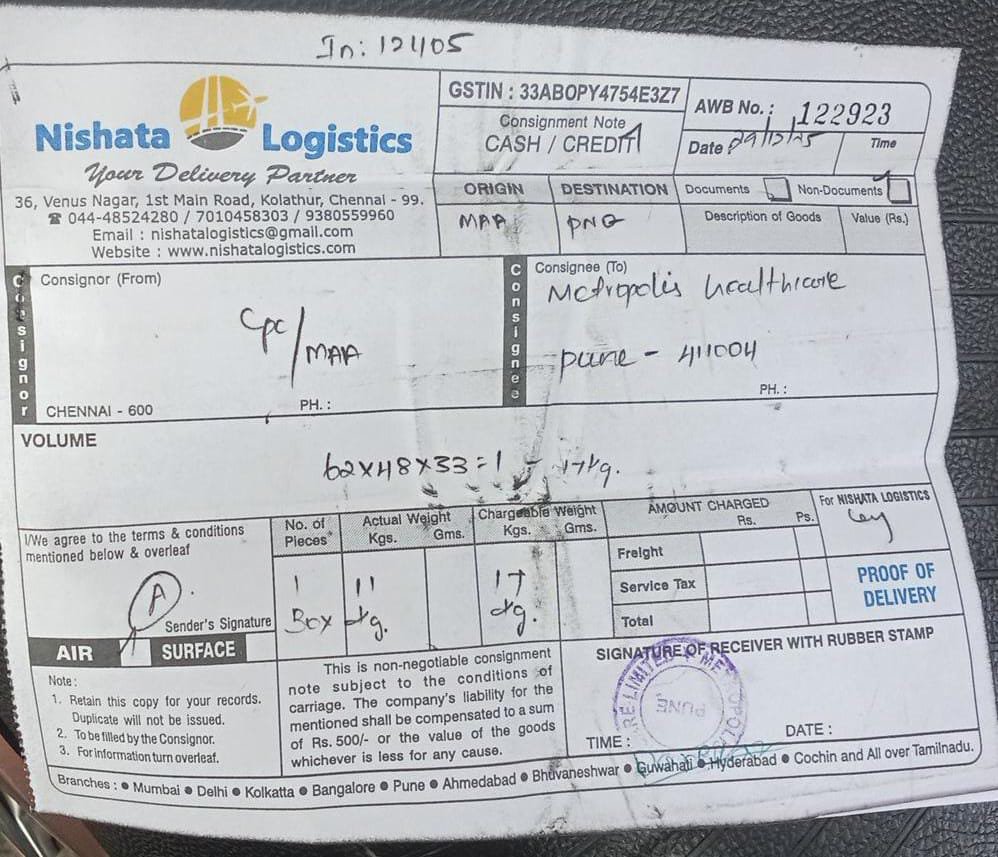 In: 12405
Nishata Logistics
Your Delivery Partner
36, Venus Nagar, 1st Main Road, Kolathur, Chennai - 99.
☎ 044-48524280 / 7010458303 / 9380559960
Email : nishatalogistics@gmail.com
Website : www.nishatalogistics.com
GSTIN : 33ABOPY4754E3Z7
Consignment Note
CASH / CREDIT
AWB No.: 122923
Date 29/12/25
Time
ORIGIN
DESTINATION
Documents
Non-Documents
MAA
PNQ
Description of Goods
Value (Rs.)
Consignor
Consignor (From)
Cpc/MAA
CHENNAI - 600
PH. :
Consignee
Consignee (To)
Metropolis healthcare
pune - 411004
PH. :
VOLUME
62x48x33=1 - 17kg.
I/We agree to the terms & conditions
mentioned below & overleaf
A
Sender's Signature
No. of Pieces
Actual Weight
Kgs. Gms.
Chargeable Weight
Kgs. Gms.
1 Box
11 kg.
17 kg.
AMOUNT CHARGED
Rs. Ps.
Freight
Service Tax
Total
For NISHATA LOGISTICS
PROOF OF
DELIVERY
AIR
SURFACE
Note :
1. Retain this copy for your records.
Duplicate will not be issued.
2. To be filled by the Consignor.
3. For information turn overleaf.
This is non-negotiable consignment
note subject to the conditions of
carriage. The company's liability for the
mentioned shall be compensated to a sum
of Rs. 500/- or the value of the goods
whichever is less for any cause.
SIGNATURE OF RECEIVER WITH RUBBER STAMP
PUNE
TIME :
DATE :
Branches : ● Mumbai ● Delhi ● Kolkatta ● Bangalore ● Pune ● Ahmedabad ● Bhuvaneshwar ● Guwahati ● Hyderabad ● Cochin and All over Tamilnadu.